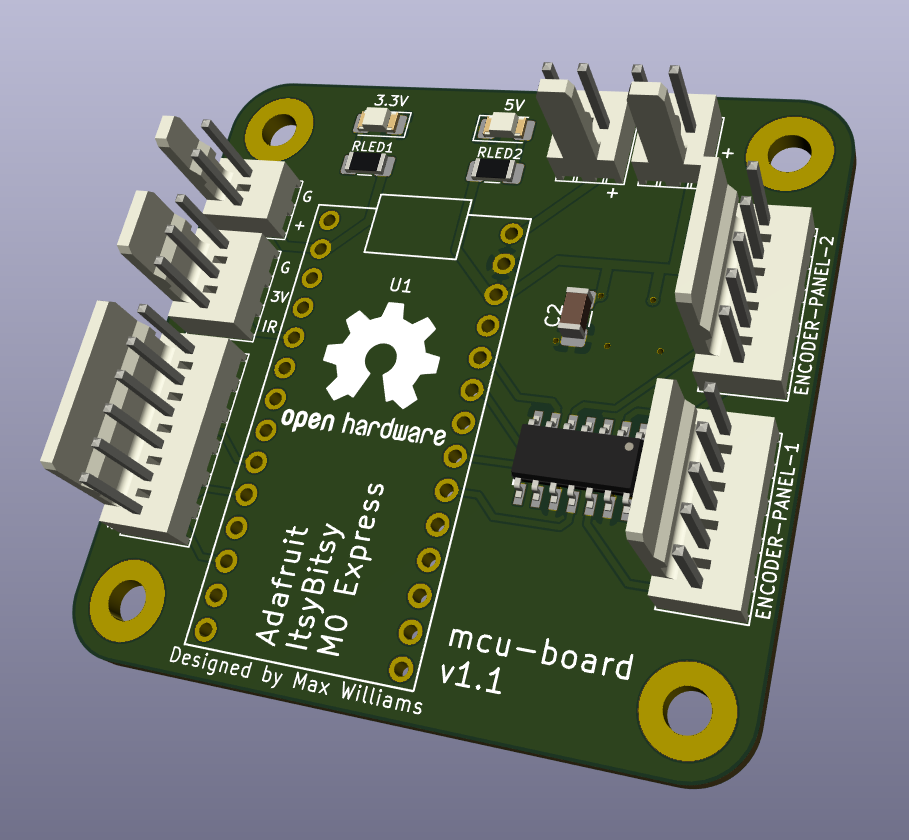 3.3V
5V
RLED1
RLED2
+
+
G
+
G
3V
IR
U1
C2
open hardware
Adafruit
ItsyBitsy
M0 Express
ENCODER-PANEL-2
ENCODER-PANEL-1
mcu-board
v1.1
Designed by Max Williams